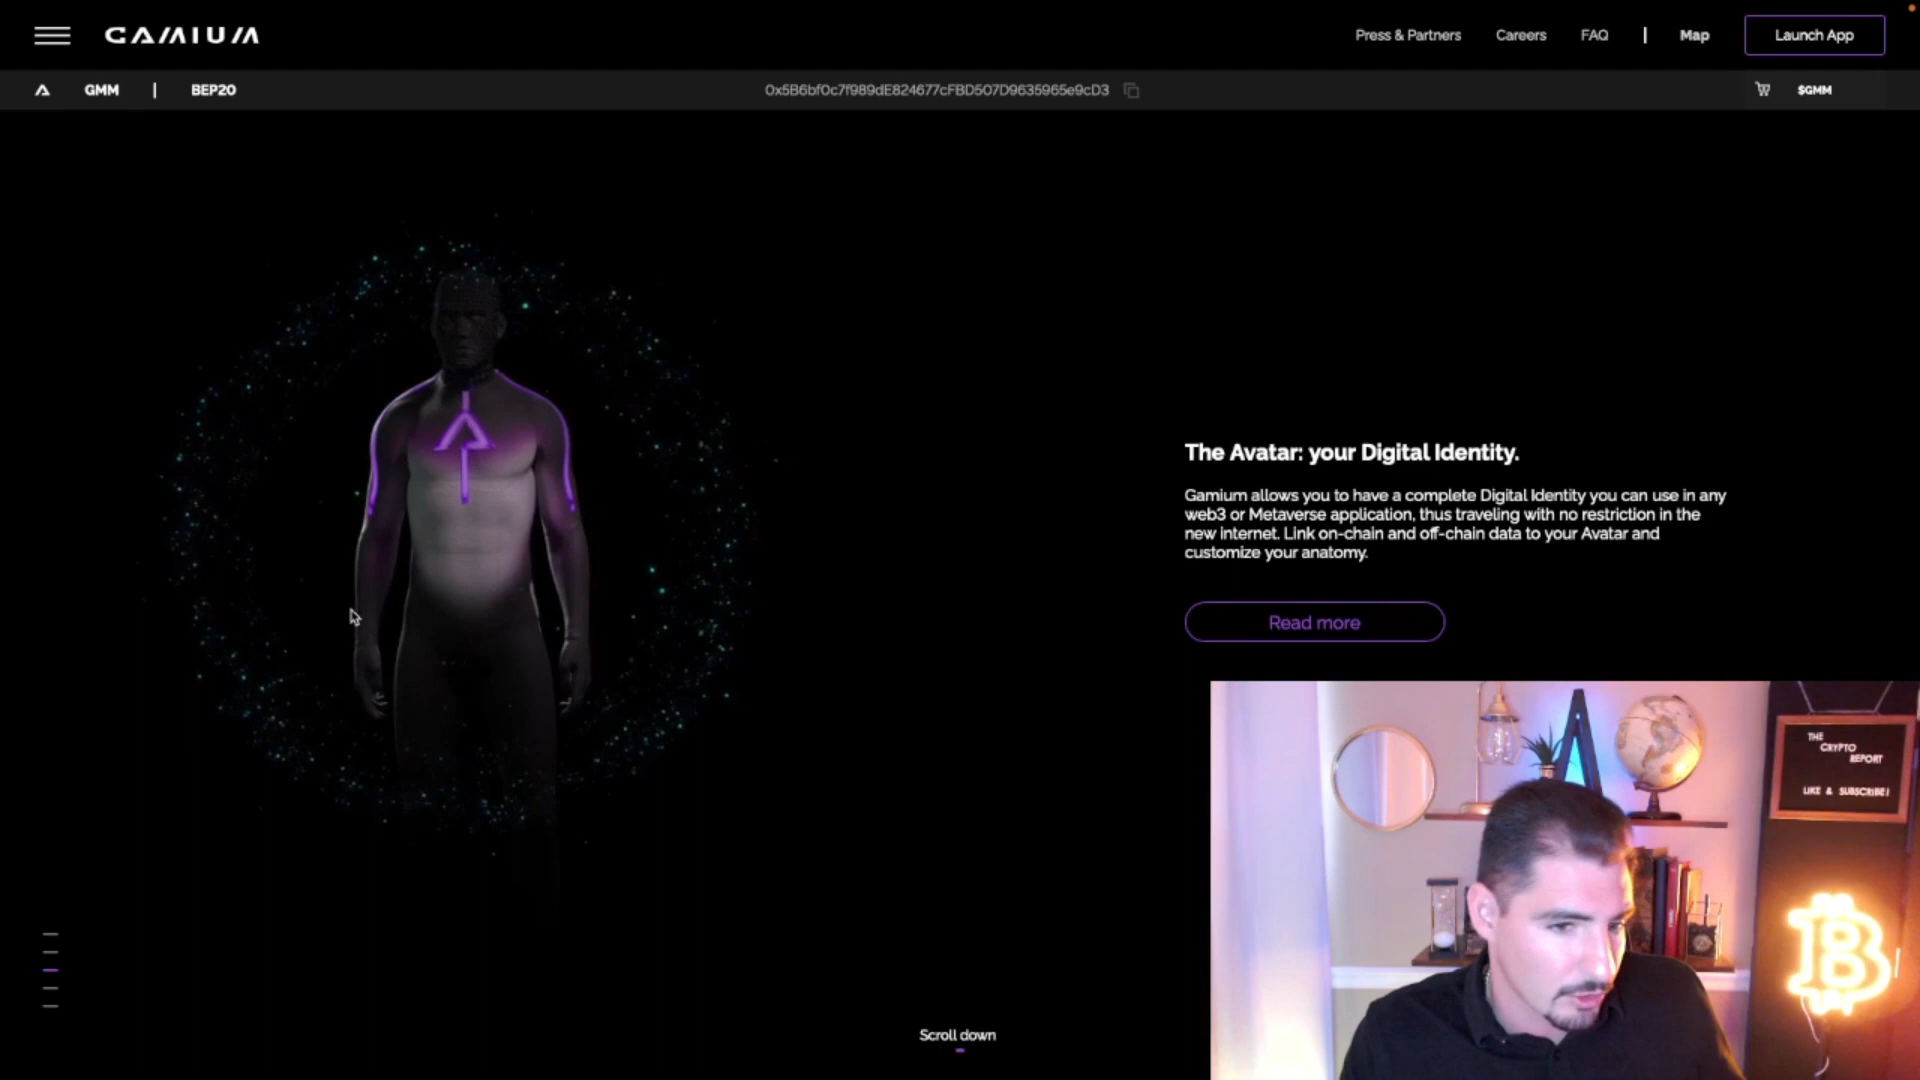 GAMIUM
Press & Partners
Careers
FAQ
|
Map
Launch App
GMM
|
BEP20
0x5B6bf0c7f989dE824677cFBD507D9635965e9cD3
$GMM
The Avatar: your Digital Identity.
Gamium allows you to have a complete Digital Identity you can use in any
web3 or Metaverse application, thus traveling with no restriction in the
new internet. Link on-chain and off-chain data to your Avatar and
customize your anatomy.
Read more
THE
CRYPTO
REPORT
LIKE & SUBSCRIBE!
Scroll down